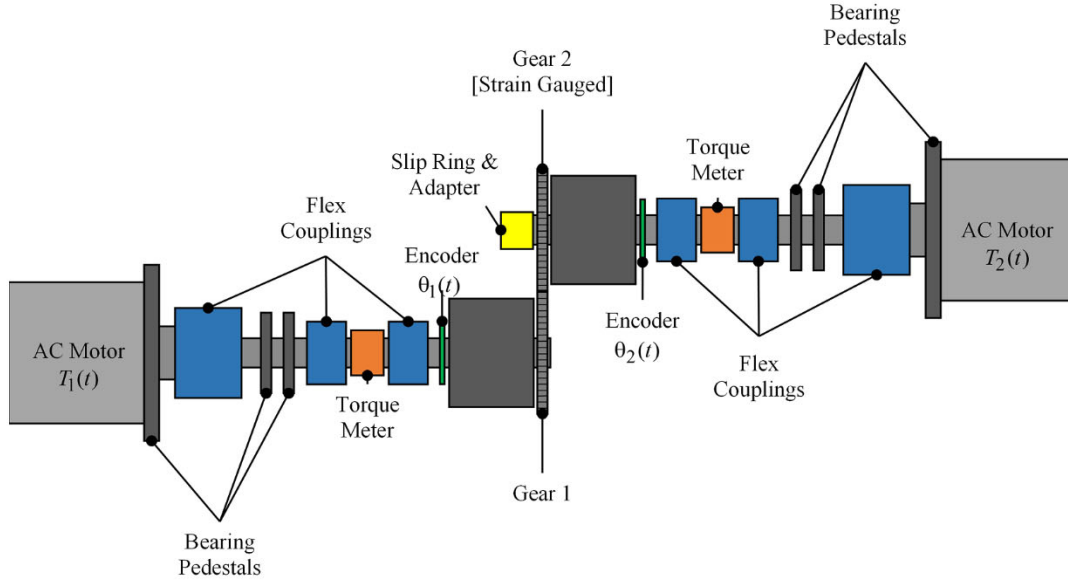 Bearing
Pedestals
Gear 2
[Strain Gauged]
Slip Ring &
Adapter
Torque
Meter
Flex
Couplings
Encoder
θ1(t)
AC Motor
T2(t)
Encoder
θ2(t)
AC Motor
T1(t)
Flex
Couplings
Torque
Meter
Gear 1
Bearing
Pedestals